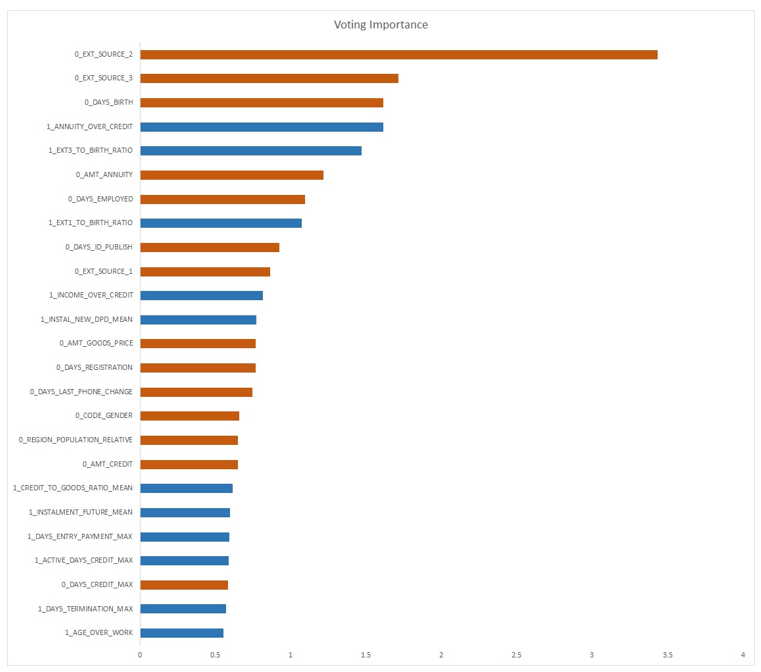 Voting Importance
0_EXT_SOURCE_2
0_EXT_SOURCE_3
0_DAYS_BIRTH
1_ANNUITY_OVER_CREDIT
1_EXT3_TO_BIRTH_RATIO
0_AMT_ANNUITY
0_DAYS_EMPLOYED
1_EXT1_TO_BIRTH_RATIO
0_DAYS_ID_PUBLISH
0_EXT_SOURCE_1
1_INCOME_OVER_CREDIT
1_INSTAL_NEW_DPD_MEAN
0_AMT_GOODS_PRICE
0_DAYS_REGISTRATION
0_DAYS_LAST_PHONE_CHANGE
0_CODE_GENDER
0_REGION_POPULATION_RELATIVE
0_AMT_CREDIT
1_CREDIT_TO_GOODS_RATIO_MEAN
1_INSTALMENT_FUTURE_MEAN
1_DAYS_ENTRY_PAYMENT_MAX
1_ACTIVE_DAYS_CREDIT_MAX
0_DAYS_CREDIT_MAX
1_DAYS_TERMINATION_MAX
1_AGE_OVER_WORK
0 0.5 1 1.5 2 2.5 3 3.5 4